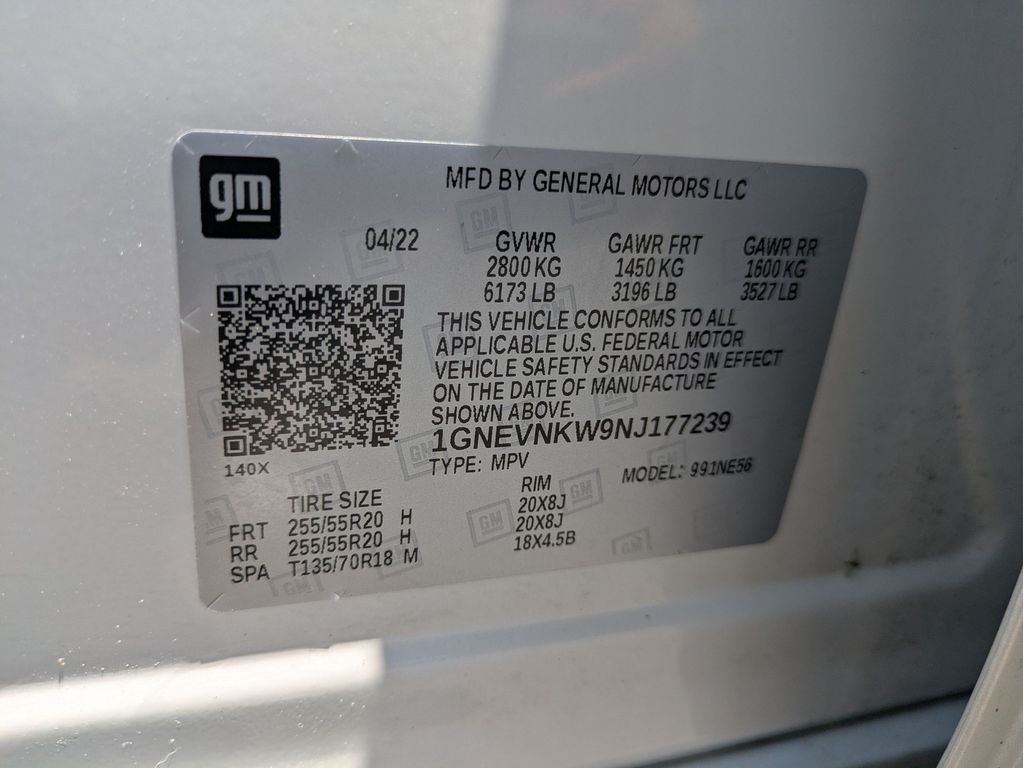 gm
MFD BY GENERAL MOTORS LLC
04/22 GVWR GAWR FRT GAWR RR
2800 KG 1450 KG 1600 KG
6173 LB 3196 LB 3527 LB
THIS VEHICLE CONFORMS TO ALL
APPLICABLE U.S. FEDERAL MOTOR
VEHICLE SAFETY STANDARDS IN EFFECT
ON THE DATE OF MANUFACTURE
SHOWN ABOVE.
1GNEVNKW9NJ177239
140X
TYPE: MPV MODEL: 991NE56
TIRE SIZE RIM
FRT 255/55R20 H 20X8J
RR 255/55R20 H 20X8J
SPA T135/70R18 M 18X4.5B